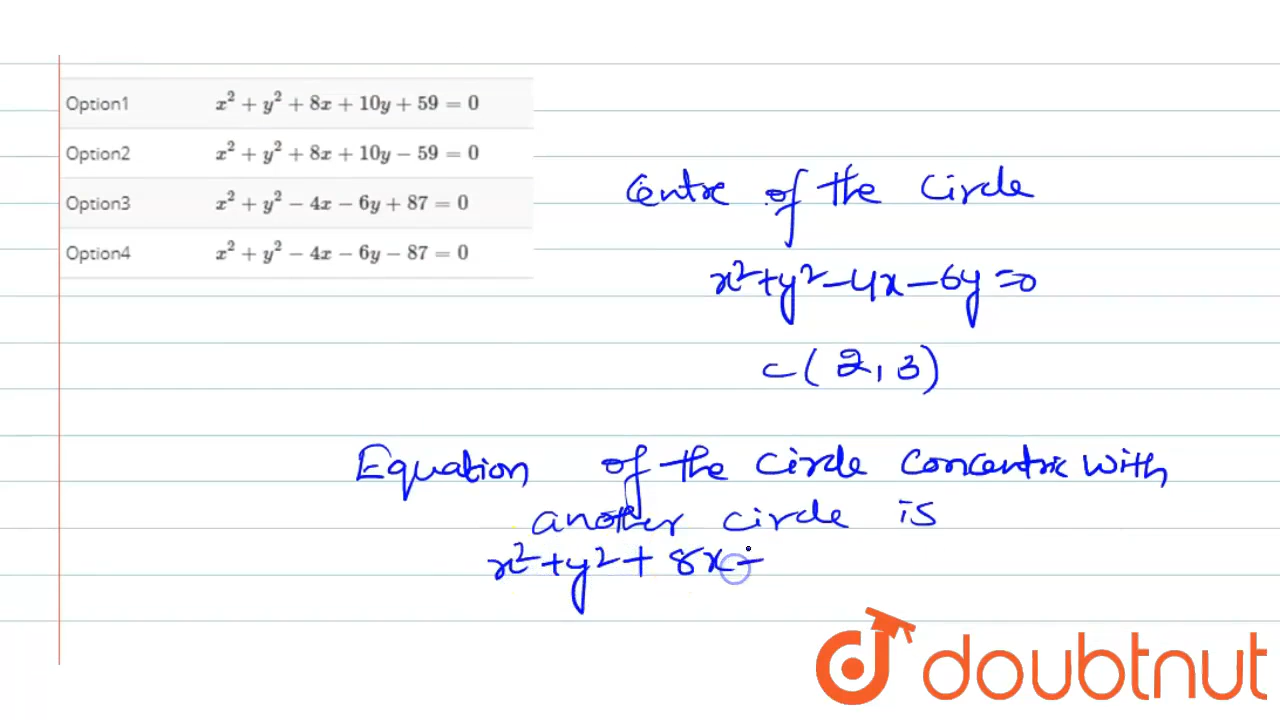 Option1 x² + y² + 8x + 10y + 59 = 0
Option2 x² + y² + 8x + 10y − 59 = 0
Option3 x² + y² − 4x − 6y + 87 = 0
Option4 x² + y² − 4x − 6y − 87 = 0
Centre of the circle
x²+y²-4x-6y=0
C(2,3)
Equation of the circle concentric with
another circle is
x²+y²+8x+
doubtnut